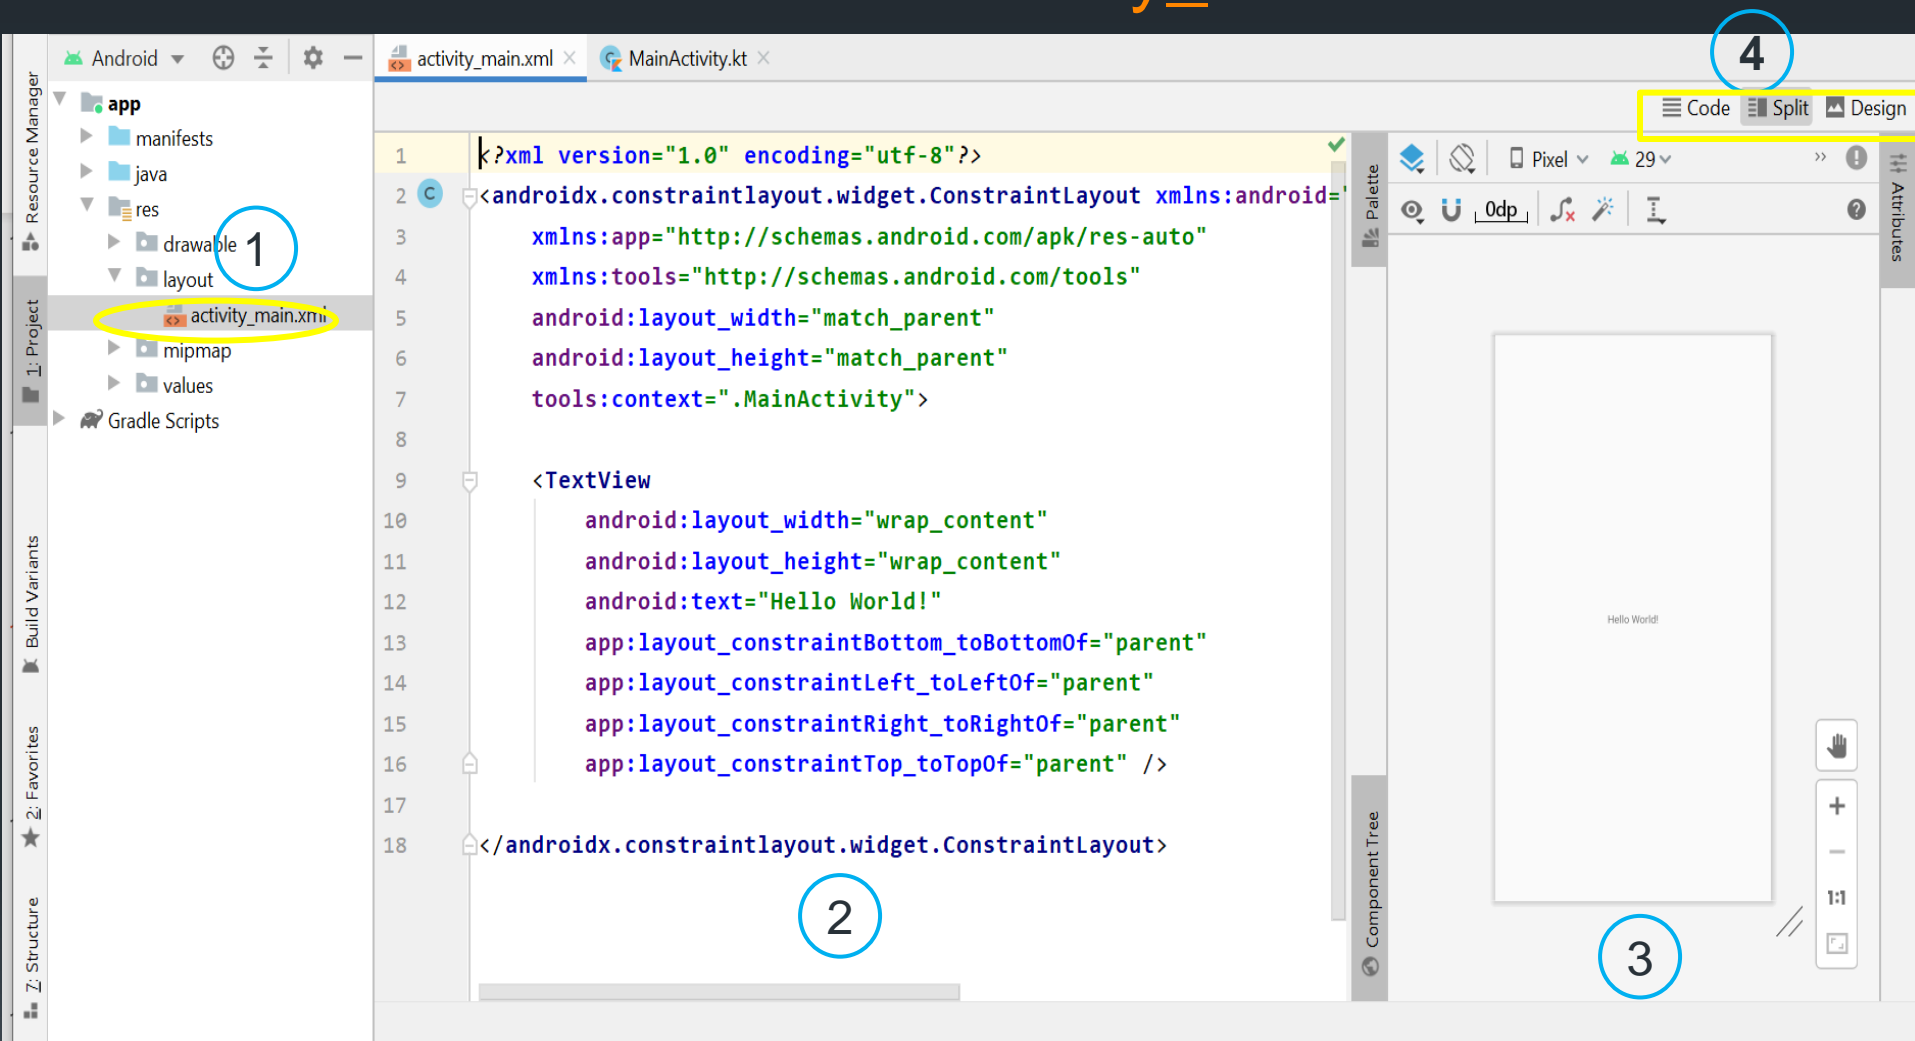 y_
4
Android
activity_main.xml
MainActivity.kt
Code
Split
Design
Resource Manager
1: Project
Build Variants
2: Favorites
7: Structure
app
manifests
java
res
drawable
1
layout
activity_main.xml
mipmap
values
Gradle Scripts
1 <?xml version="1.0" encoding="utf-8"?>
2 C <androidx.constraintlayout.widget.ConstraintLayout xmlns:android="
3 xmlns:app="http://schemas.android.com/apk/res-auto"
4 xmlns:tools="http://schemas.android.com/tools"
5 android:layout_width="match_parent"
6 android:layout_height="match_parent"
7 tools:context=".MainActivity">
8
9 <TextView
10 android:layout_width="wrap_content"
11 android:layout_height="wrap_content"
12 android:text="Hello World!"
13 app:layout_constraintBottom_toBottomOf="parent"
14 app:layout_constraintLeft_toLeftOf="parent"
15 app:layout_constraintRight_toRightOf="parent"
16 app:layout_constraintTop_toTopOf="parent" />
17
18 </androidx.constraintlayout.widget.ConstraintLayout>
2
Palette
Component Tree
Pixel
29
»
0dp
Attributes
Hello World!
1:1
3